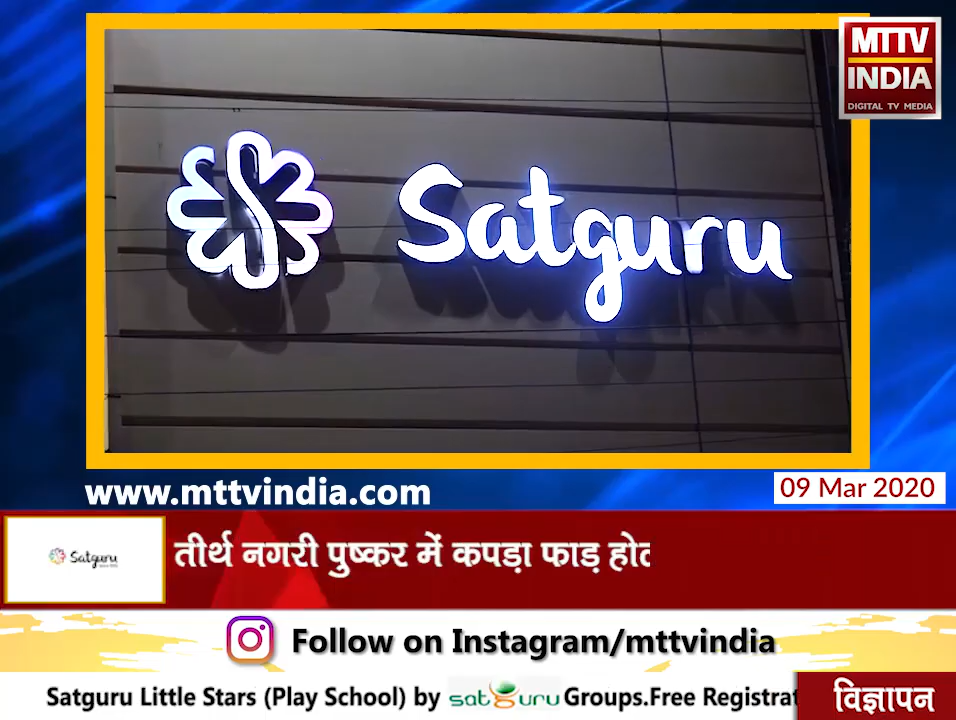 MTTV
INDIA
DIGITAL TV MEDIA
Satguru
www.mttvindia.com
09 Mar 2020
Satguru
तीर्थ नगरी पुष्कर में कपड़ा फाड़
Follow on Instagram/mttvindia
Satguru Little Stars (Play School) by satguru Groups.Free
विज्ञापन